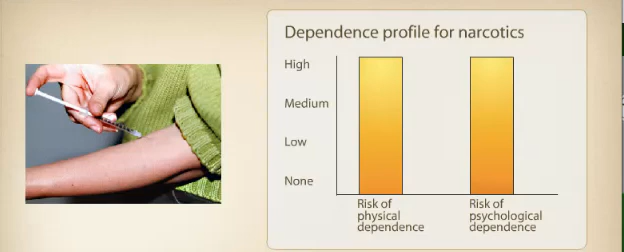 Dependence profile for narcotics
High
Medium
Low
None
Risk of
physical
dependence
Risk of
psychological
dependence